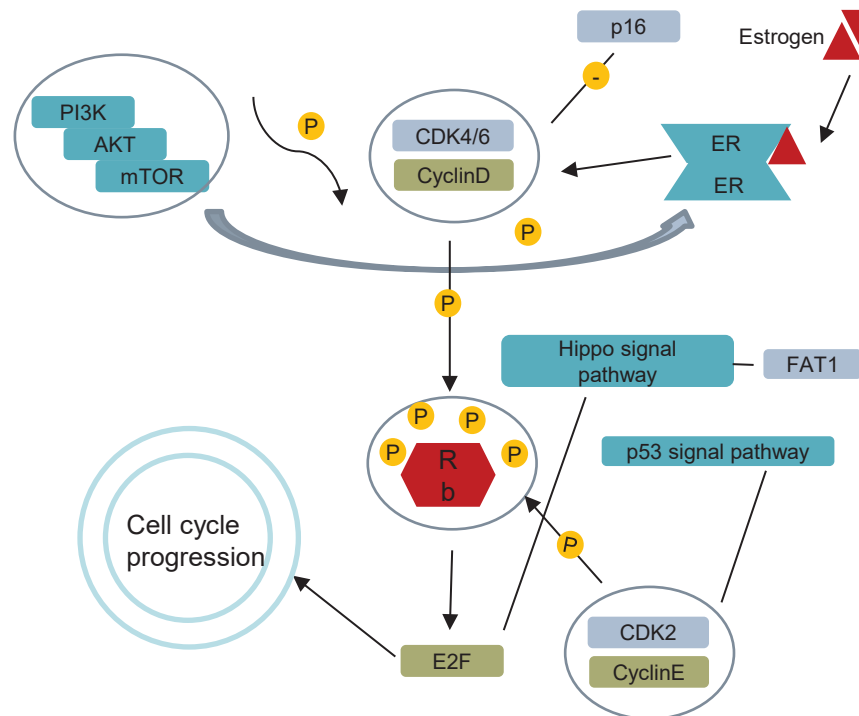 p16
Estrogen
-
PI3K
AKT
mTOR
P
CDK4/6
CyclinD
ER
ER
P
P
Hippo signal
pathway
FAT1
P
P
P
P
R
b
p53 signal pathway
Cell cycle
progression
P
E2F
CDK2
CyclinE